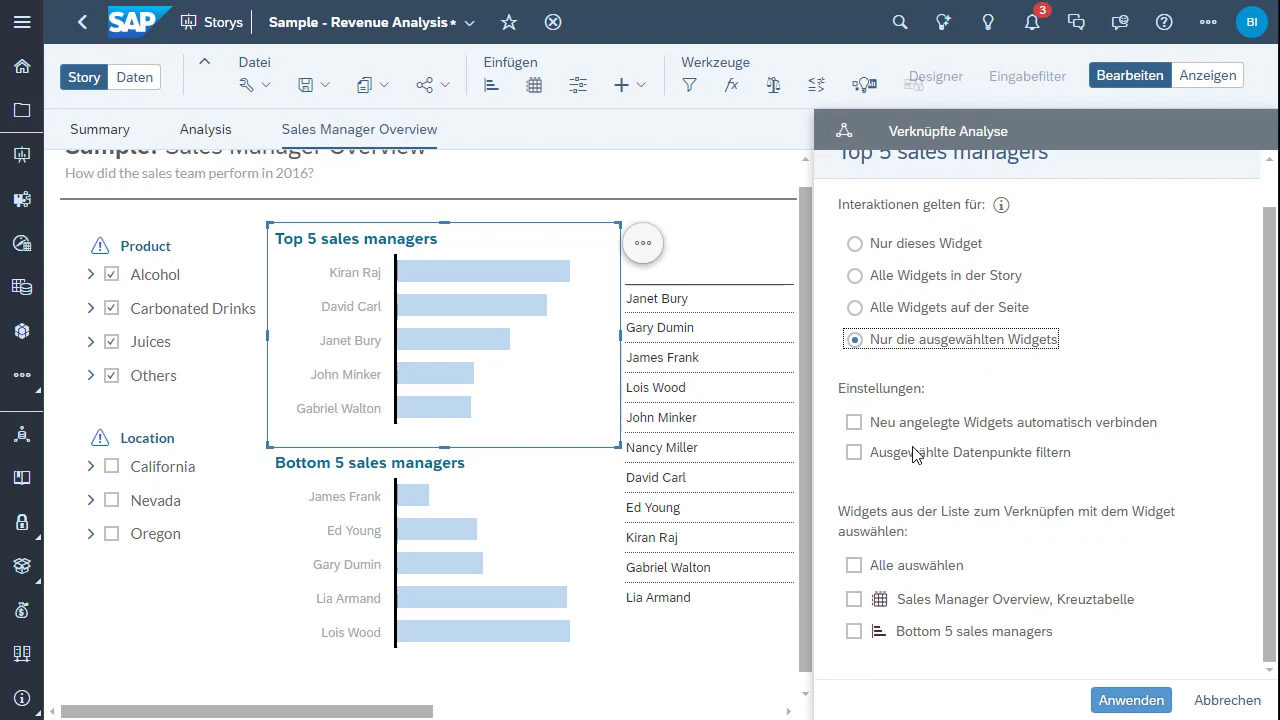 SAP
Storys
Sample - Revenue Analysis *
3
BI
Story
Daten
Datei
Einfügen
Werkzeuge
Designer
Eingabefilter
Bearbeiten
Anzeigen
Summary
Analysis
Sales Manager Overview
Sample: Sales Manager Overview
How did the sales team perform in 2016?
Product
Alcohol
Carbonated Drinks
Juices
Others
Location
California
Nevada
Oregon
Top 5 sales managers
Kiran Raj
David Carl
Janet Bury
John Minker
Gabriel Walton
Bottom 5 sales managers
James Frank
Ed Young
Gary Dumin
Lia Armand
Lois Wood
Janet Bury
Gary Dumin
James Frank
Lois Wood
John Minker
Nancy Miller
David Carl
Ed Young
Kiran Raj
Gabriel Walton
Lia Armand
Verknüpfte Analyse
Top 5 sales managers
Interaktionen gelten für:
Nur dieses Widget
Alle Widgets in der Story
Alle Widgets auf der Seite
Nur die ausgewählten Widgets
Einstellungen:
Neu angelegte Widgets automatisch verbinden
Ausgewählte Datenpunkte filtern
Widgets aus der Liste zum Verknüpfen mit dem Widget
auswählen:
Alle auswählen
Sales Manager Overview, Kreuztabelle
Bottom 5 sales managers
Anwenden
Abbrechen